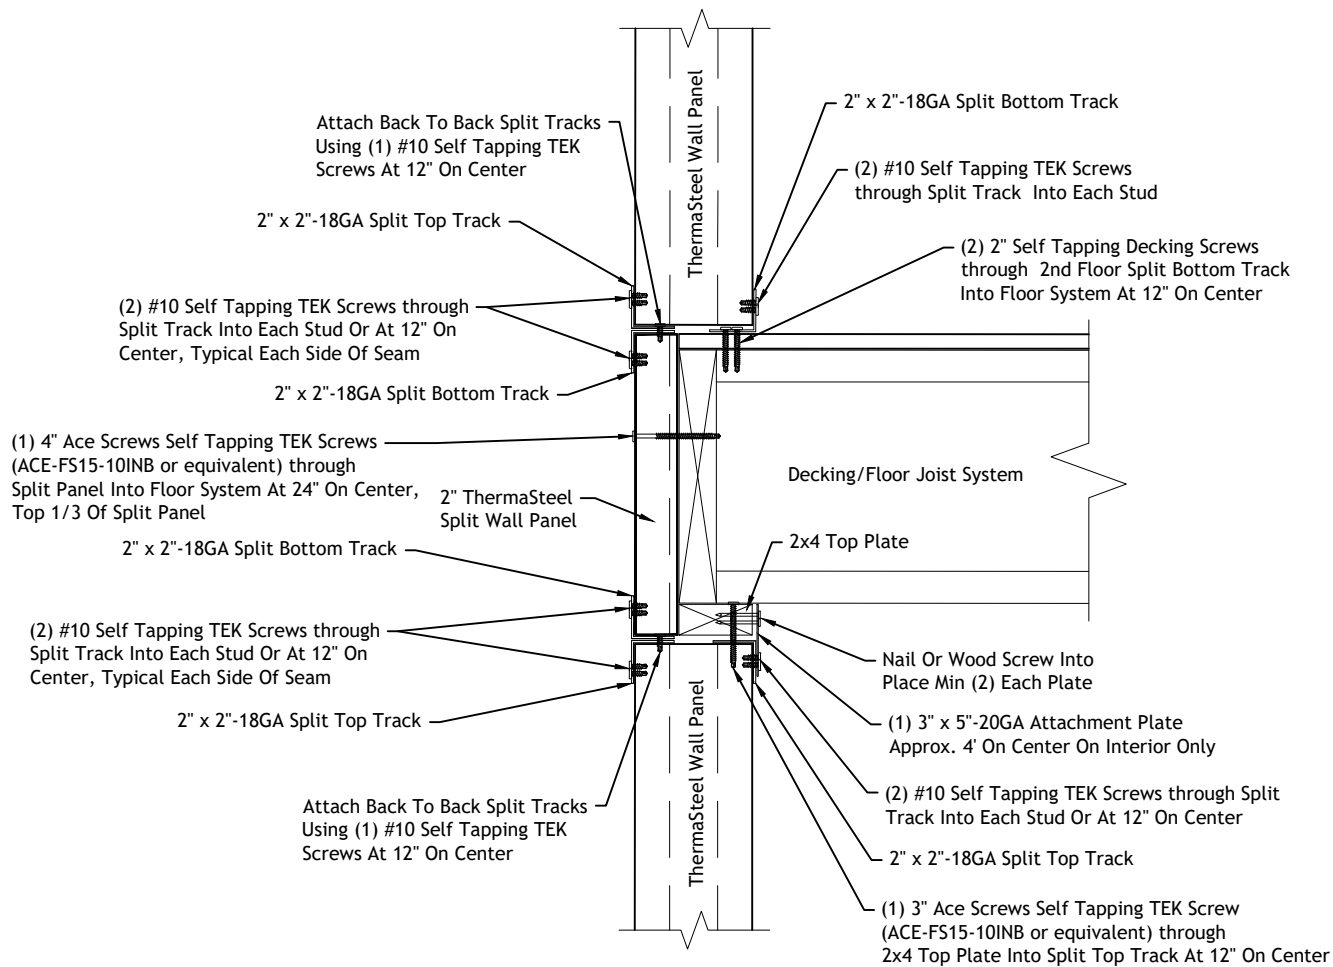 ThermaSteel Wall Panel
2" x 2"-18GA Split Bottom Track
Attach Back To Back Split Tracks
Using (1) #10 Self Tapping TEK
Screws At 12" On Center
(2) #10 Self Tapping TEK Screws
through Split Track Into Each Stud
2" x 2"-18GA Split Top Track
(2) 2" Self Tapping Decking Screws
through 2nd Floor Split Bottom Track
Into Floor System At 12" On Center
(2) #10 Self Tapping TEK Screws through
Split Track Into Each Stud Or At 12" On
Center, Typical Each Side Of Seam
2" x 2"-18GA Split Bottom Track
(1) 4" Ace Screws Self Tapping TEK Screws
(ACE-FS15-10INB or equivalent) through
Split Panel Into Floor System At 24" On Center,
Top 1/3 Of Split Panel
2" ThermaSteel
Split Wall Panel
Decking/Floor Joist System
2" x 2"-18GA Split Bottom Track
2x4 Top Plate
(2) #10 Self Tapping TEK Screws through
Split Track Into Each Stud Or At 12" On
Center, Typical Each Side Of Seam
Nail Or Wood Screw Into
Place Min (2) Each Plate
2" x 2"-18GA Split Top Track
(1) 3" x 5"-20GA Attachment Plate
Approx. 4' On Center On Interior Only
ThermaSteel Wall Panel
Attach Back To Back Split Tracks
Using (1) #10 Self Tapping TEK
Screws At 12" On Center
(2) #10 Self Tapping TEK Screws through Split
Track Into Each Stud Or At 12" On Center
2" x 2"-18GA Split Top Track
(1) 3" Ace Screws Self Tapping TEK Screw
(ACE-FS15-10INB or equivalent) through
2x4 Top Plate Into Split Top Track At 12" On Center